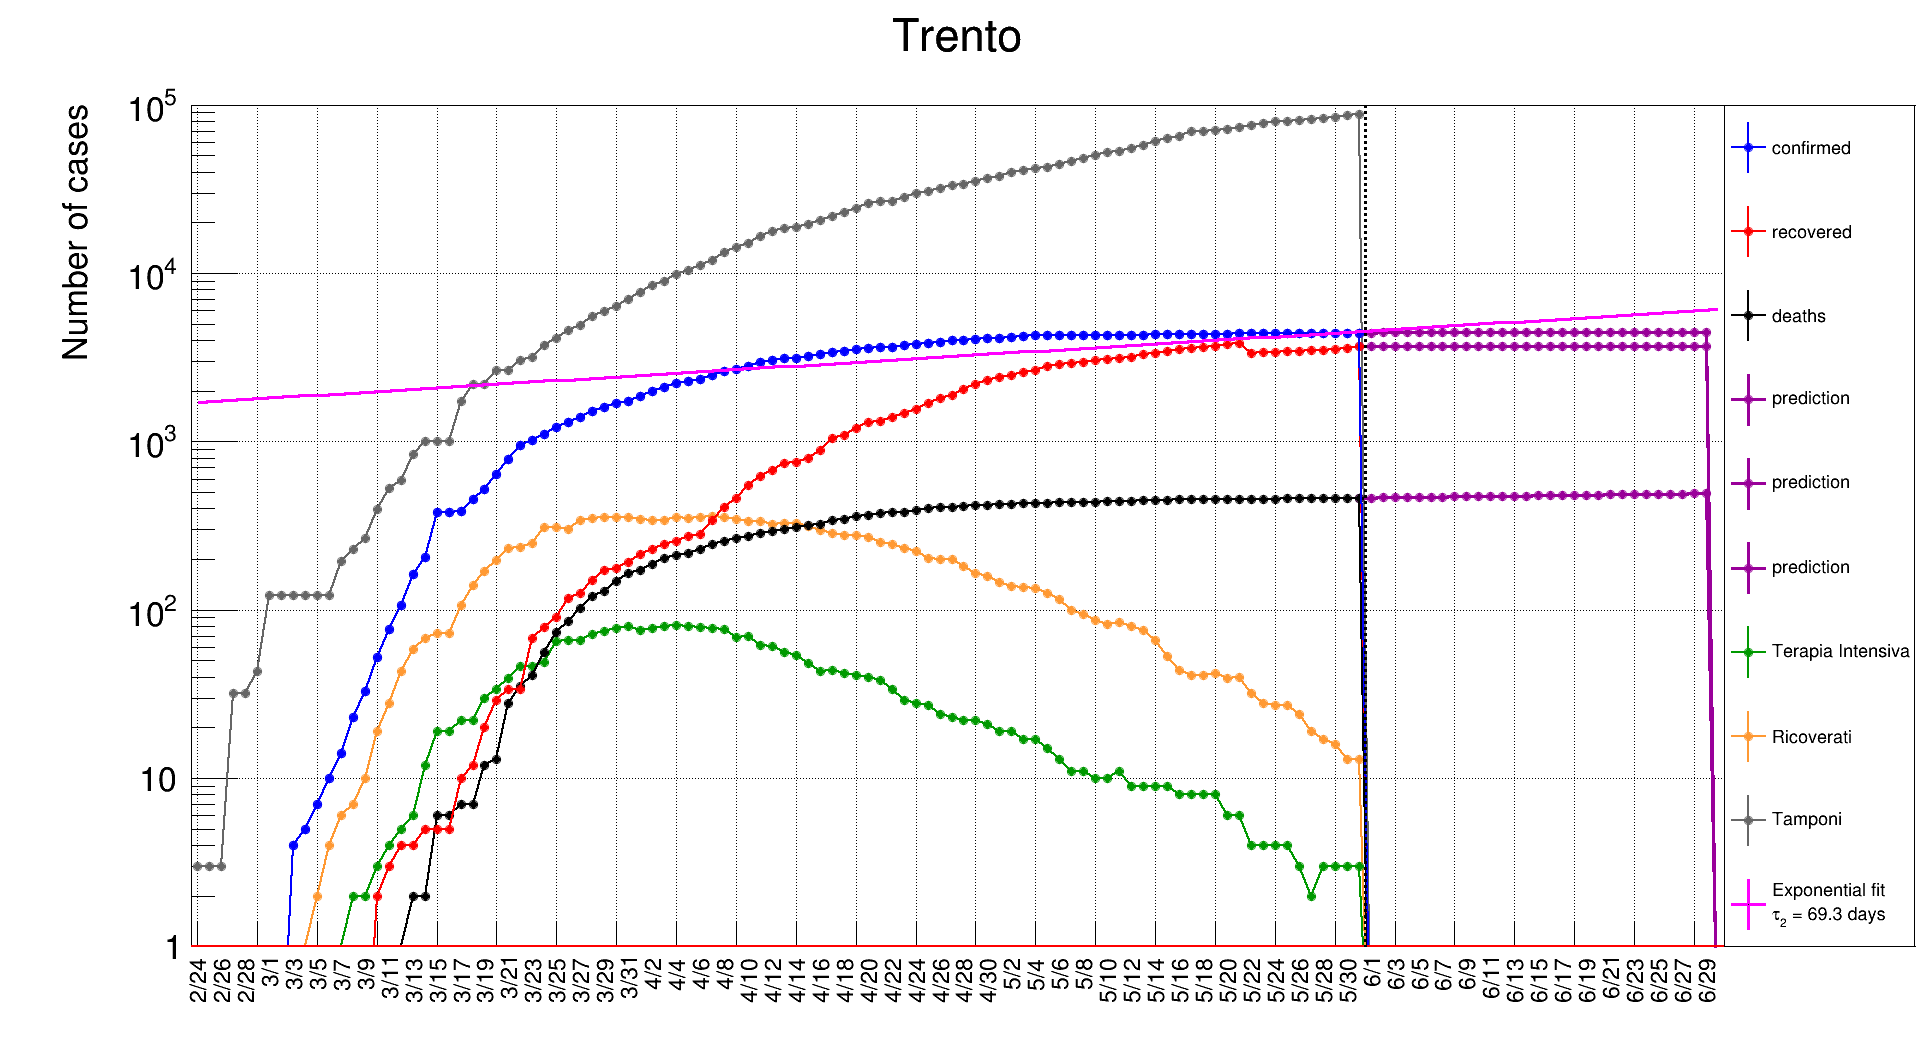 Trento
Number of cases
10^5
10^4
10^3
10^2
10
1
2/24 2/26 2/28 3/1 3/3 3/5 3/7 3/9 3/11 3/13 3/15 3/17 3/19 3/21 3/23 3/25 3/27 3/29 3/31 4/2 4/4 4/6 4/8 4/10 4/12 4/14 4/16 4/18 4/20 4/22 4/24 4/26 4/28 4/30 5/2 5/4 5/6 5/8 5/10 5/12 5/14 5/16 5/18 5/20 5/22 5/24 5/26 5/28 5/30 6/1 6/3 6/5 6/7 6/9 6/11 6/13 6/15 6/17 6/19 6/21 6/23 6/25 6/27 6/29
confirmed
recovered
deaths
prediction
prediction
prediction
Terapia Intensiva
Ricoverati
Tamponi
Exponential fit
τ₂ = 69.3 days